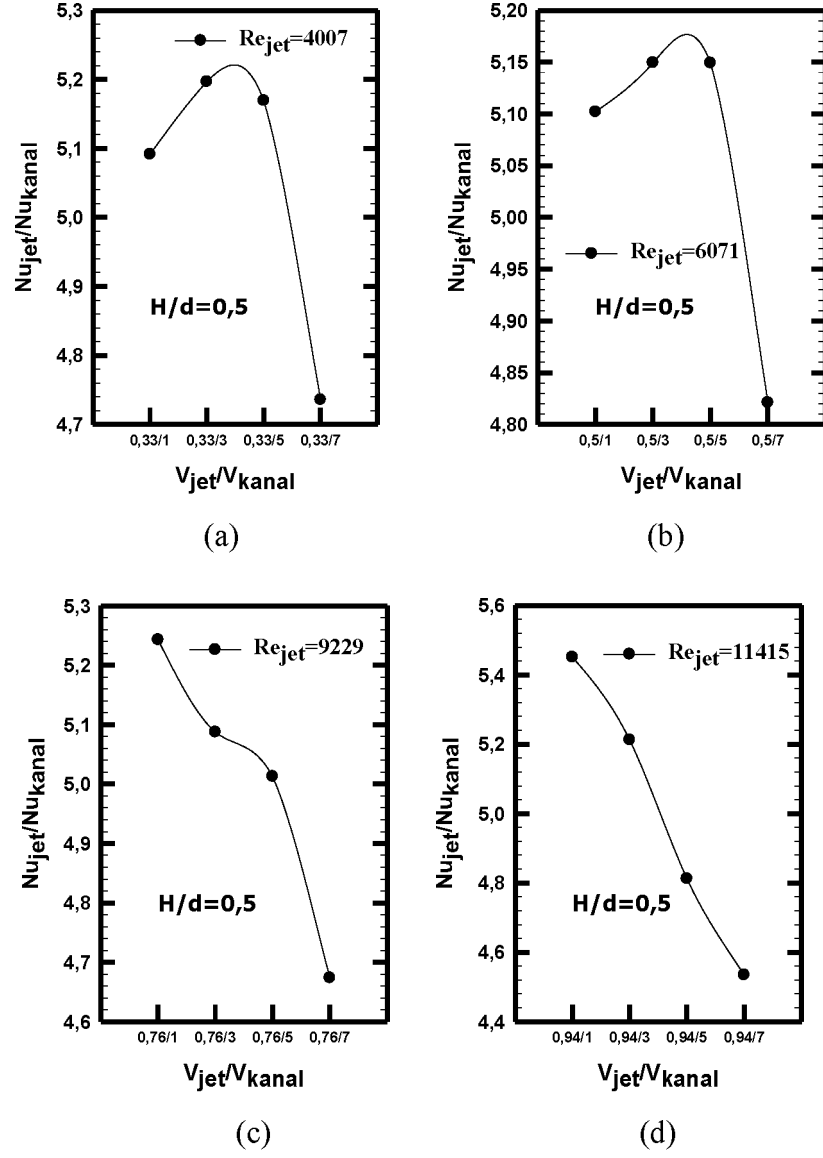 5,3
Re_jet=4007
5,2
5,1
5,0
4,9
4,8
4,7
Nu_jet/Nu_kanal
H/d=0,5
0,33/1 0,33/3 0,33/5 0,33/7
V_jet/V_kanal
(a)
5,20
5,15
5,10
5,05
5,00
4,95
4,90
4,85
4,80
Nu_jet/Nu_kanal
Re_jet=6071
H/d=0,5
0,5/1 0,5/3 0,5/5 0,5/7
V_jet/V_kanal
(b)
5,3
Re_jet=9229
5,2
5,1
5,0
4,9
4,8
4,7
4,6
Nu_jet/Nu_kanal
H/d=0,5
0,76/1 0,76/3 0,76/5 0,76/7
V_jet/V_kanal
(c)
5,6
Re_jet=11415
5,4
5,2
5,0
4,8
4,6
4,4
Nu_jet/Nu_kanal
H/d=0,5
0,94/1 0,94/3 0,94/5 0,94/7
V_jet/V_kanal
(d)